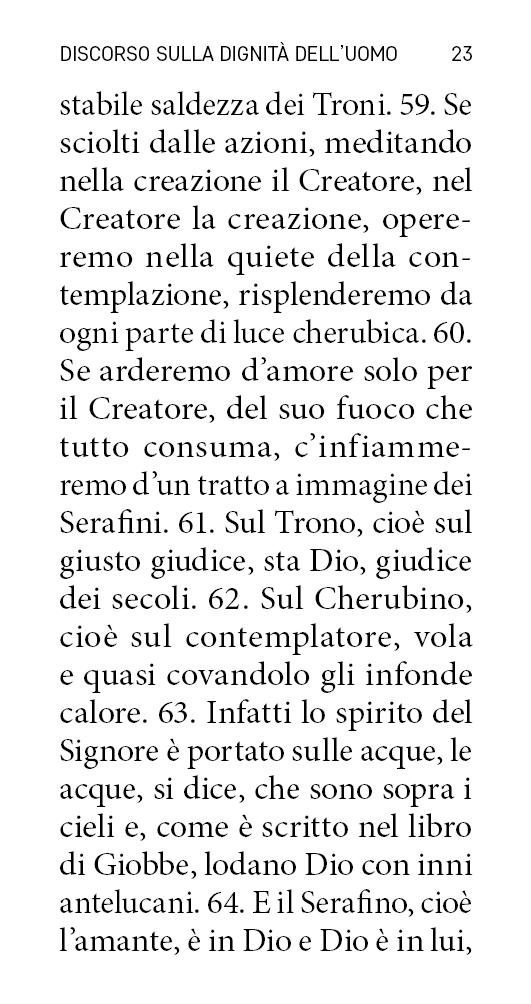 DISCORSO SULLA DIGNITÀ DELL'UOMO 23
stabile saldezza dei Troni. 59. Se
sciolti dalle azioni, meditando
nella creazione il Creatore, nel
Creatore la creazione, opere-
remo nella quiete della con-
templazione, risplenderemo da
ogni parte di luce cherubica. 60.
Se arderemo d'amore solo per
il Creatore, del suo fuoco che
tutto consuma, c'infiamme-
remo d'un tratto a immagine dei
Serafini. 61. Sul Trono, cioè sul
giusto giudice, sta Dio, giudice
dei secoli. 62. Sul Cherubino,
cioè sul contemplatore, vola
e quasi covandolo gli infonde
calore. 63. Infatti lo spirito del
Signore è portato sulle acque, le
acque, si dice, che sono sopra i
cieli e, come è scritto nel libro
di Giobbe, lodano Dio con inni
antelucani. 64. E il Serafino, cioè
l'amante, è in Dio e Dio è in lui,